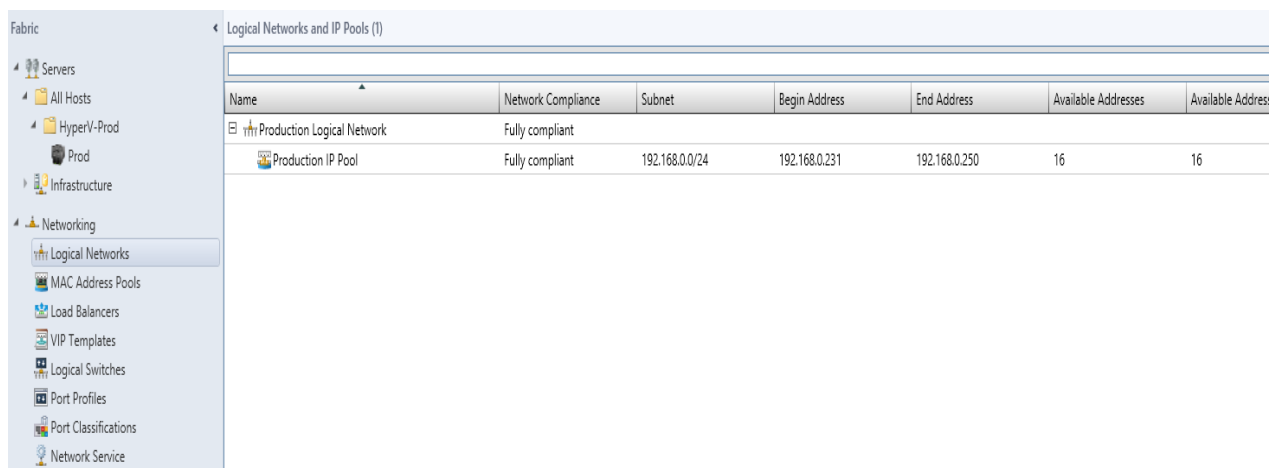 Fabric
Logical Networks and IP Pools (1)
Servers
All Hosts
HyperV-Prod
Prod
Infrastructure
Networking
Logical Networks
MAC Address Pools
Load Balancers
VIP Templates
Logical Switches
Port Profiles
Port Classifications
Network Service
Name Network Compliance Subnet Begin Address End Address Available Addresses Available Address
Production Logical Network Fully compliant
Production IP Pool Fully compliant 192.168.0.0/24 192.168.0.231 192.168.0.250 16 16